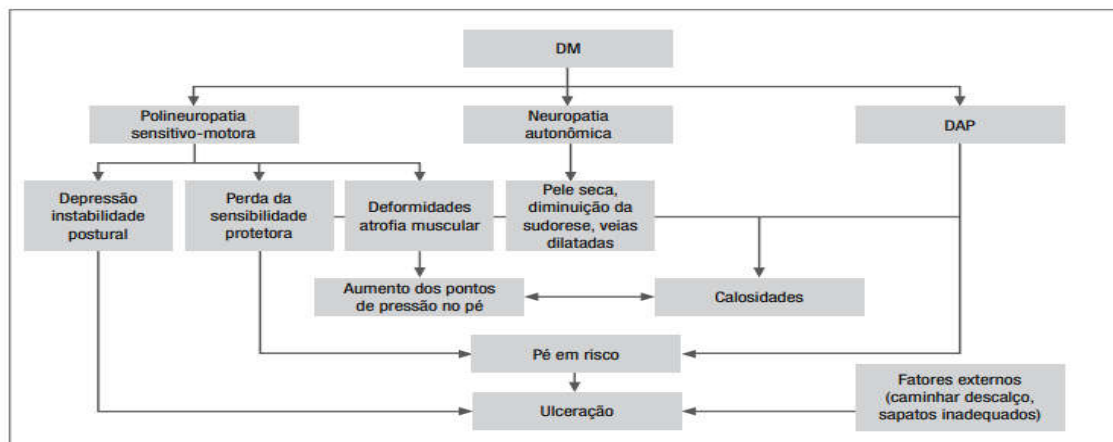 DM
Polineuropatia
sensitivo-motora
Neuropatia
autonômica
DAP
Depressão
instabilidade
postural
Perda da
sensibilidade
protetora
Deformidades
atrofia muscular
Pele seca,
diminuição da
sudorese, veias
dilatadas
Aumento dos pontos
de pressão no pé
Calosidades
Pé em risco
Fatores externos
(caminhar descalço,
sapatos inadequados)
Ulceração